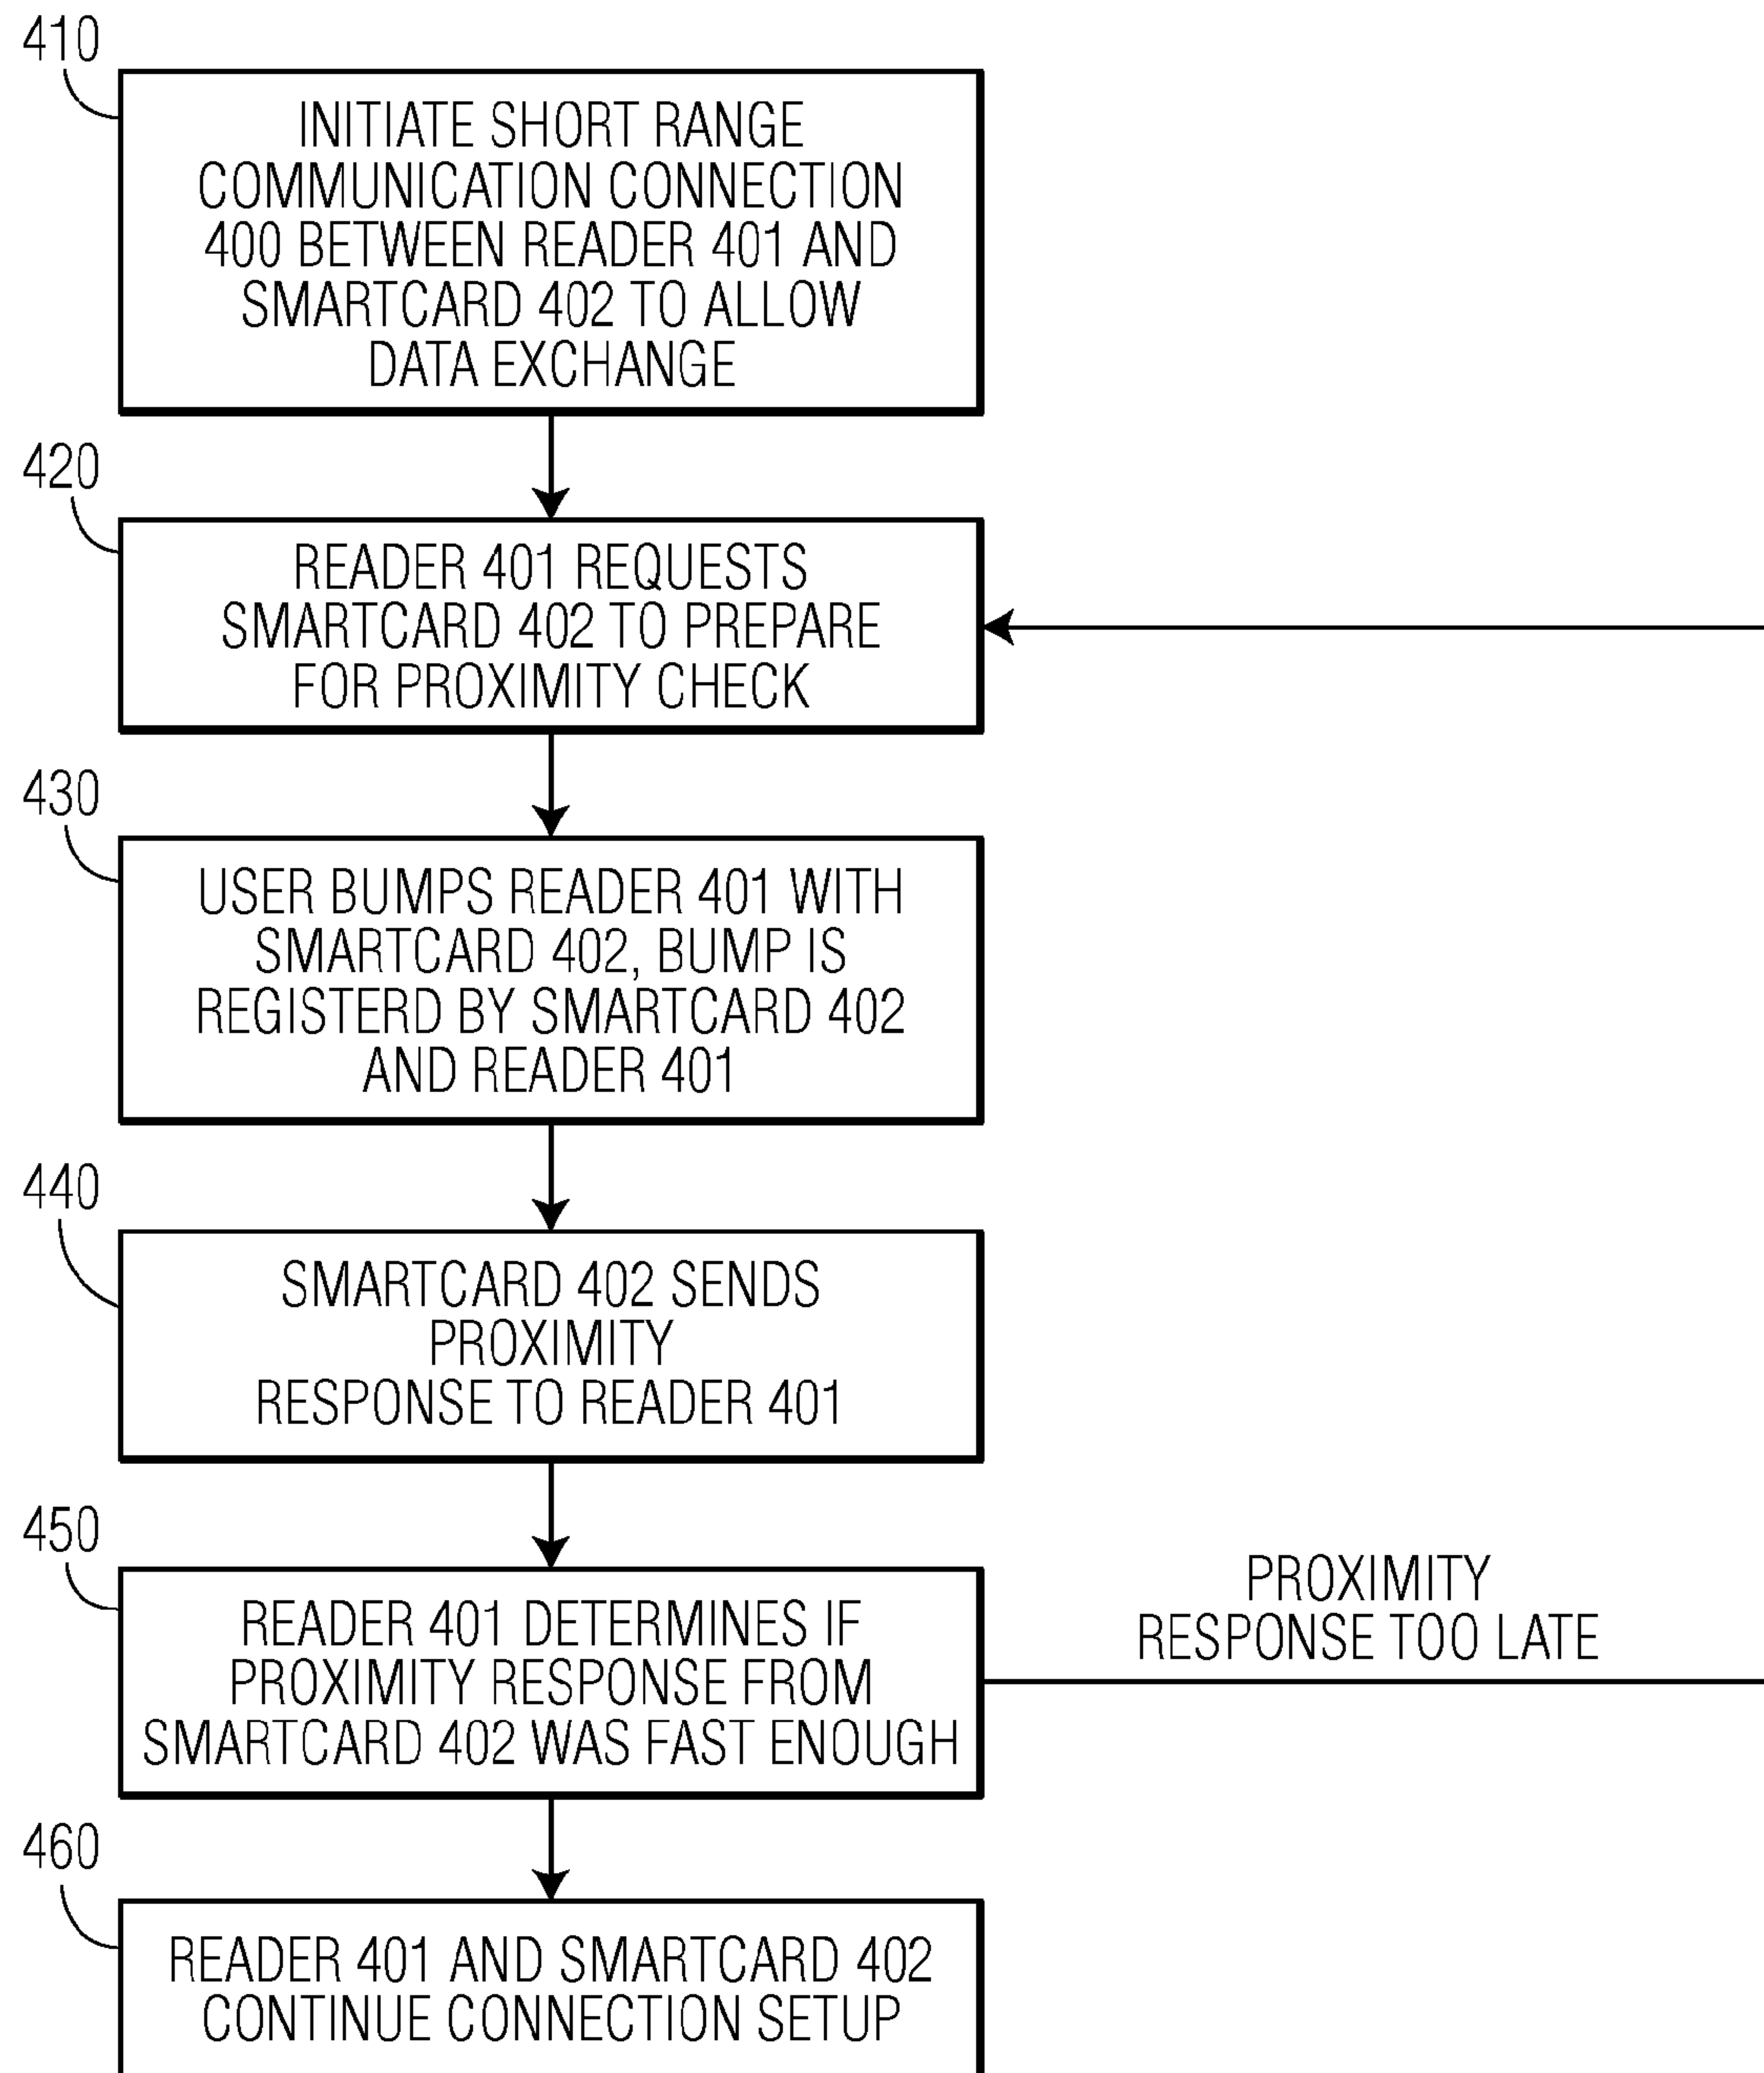 410
INITIATE SHORT RANGE
COMMUNICATION CONNECTION
400 BETWEEN READER 401 AND
SMARTCARD 402 TO ALLOW
DATA EXCHANGE
420
READER 401 REQUESTS
SMARTCARD 402 TO PREPARE
FOR PROXIMITY CHECK
430
USER BUMPS READER 401 WITH
SMARTCARD 402, BUMP IS
REGISTERD BY SMARTCARD 402
AND READER 401
440
SMARTCARD 402 SENDS
PROXIMITY
RESPONSE TO READER 401
450
READER 401 DETERMINES IF
PROXIMITY RESPONSE FROM
SMARTCARD 402 WAS FAST ENOUGH
PROXIMITY
RESPONSE TOO LATE
460
READER 401 AND SMARTCARD 402
CONTINUE CONNECTION SETUP